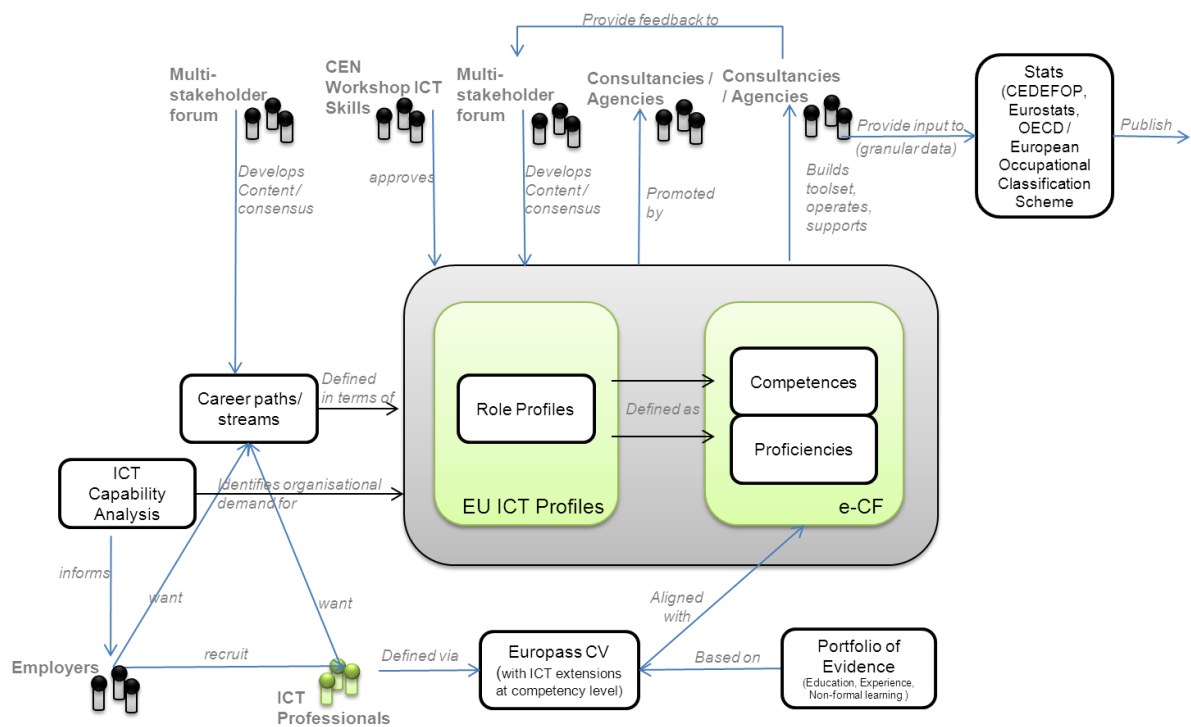 Provide feedback to
Multi-
stakeholder
forum
CEN
Workshop ICT
Skills
Multi-
stakeholder
forum
Consultancies /
Agencies
Consultancies
/ Agencies
Stats
(CEDEFOP,
Eurostats,
OECD /
European
Occupational
Classification
Scheme
Publish
Provide input to
(granular data)
Develops
Content /
consensus
approves
Develops
Content /
consensus
Promoted
by
Builds
toolset,
operates,
supports
Career paths/
streams
Defined
in terms of
Role Profiles
Defined as
Competences
Proficiencies
EU ICT Profiles
e-CF
ICT
Capability
Analysis
Identifies organisational
demand for
informs
want
want
Aligned
with
Employers
recruit
ICT
Professionals
Defined via
Europass CV
(with ICT extensions
at competency level)
Based on
Portfolio of
Evidence
(Education, Experience,
Non-formal learning )